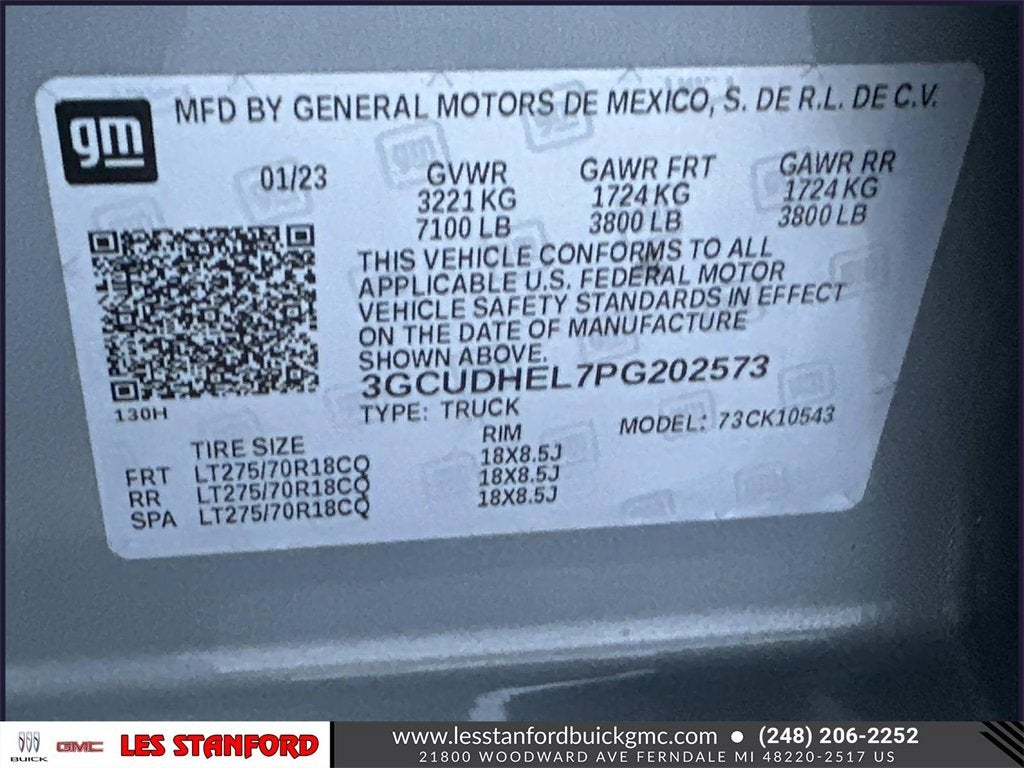 gm
MFD BY GENERAL MOTORS DE MEXICO, S. DE R.L. DE C.V.
01/23
GVWR GAWR FRT GAWR RR
3221 KG 1724 KG 1724 KG
7100 LB 3800 LB 3800 LB
THIS VEHICLE CONFORMS TO ALL
APPLICABLE U.S. FEDERAL MOTOR
VEHICLE SAFETY STANDARDS IN EFFECT
ON THE DATE OF MANUFACTURE
SHOWN ABOVE.
3GCUDHEL7PG202573
130H
TYPE: TRUCK MODEL: 73CK10543
TIRE SIZE RIM
FRT LT275/70R18CQ 18X8.5J
RR LT275/70R18CQ 18X8.5J
SPA LT275/70R18CQ 18X8.5J
BUICK GMC LES STANFORD
www.lesstanfordbuickgmc.com ● (248) 206-2252
21800 WOODWARD AVE FERNDALE MI 48220-2517 US